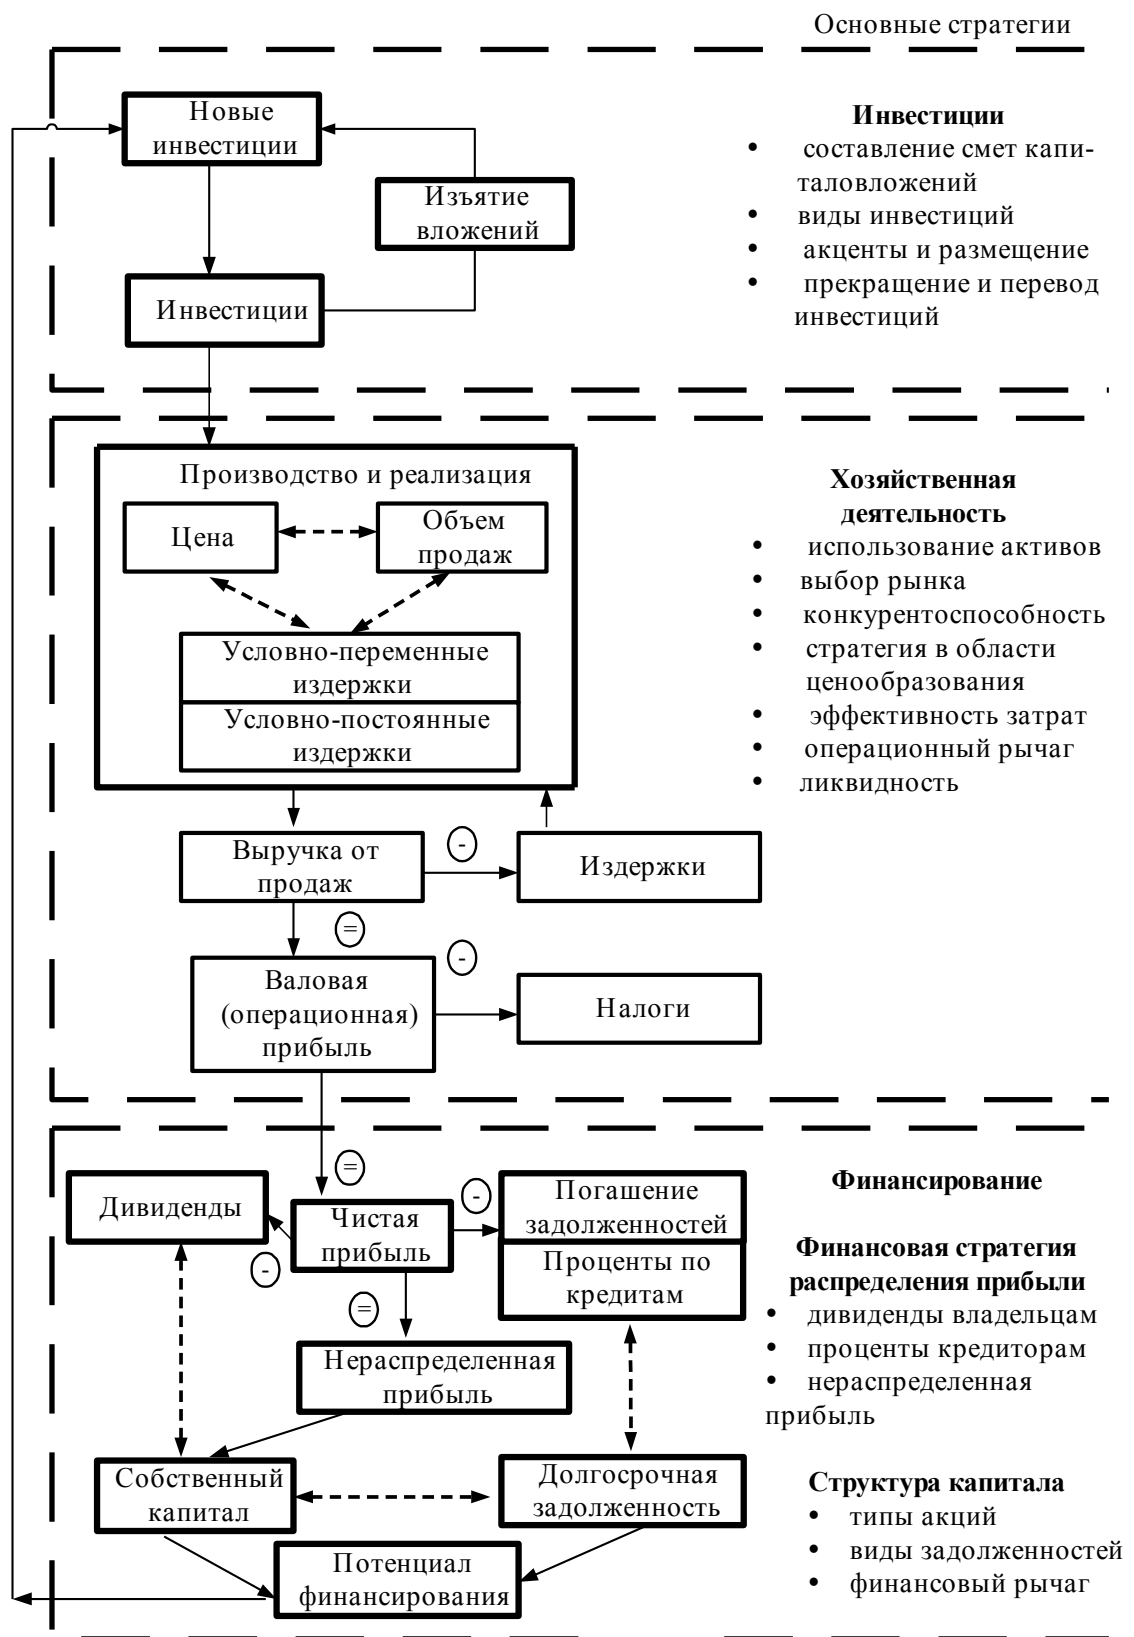 Основные стратегии
Новые
инвестиции
Изъятие
вложений
Инвестиции
Инвестиции
• составление смет капи-
таловложений
• виды инвестиций
• акценты и размещение
• прекращение и перевод
инвестиций
Производство и реализация
Цена
Объем
продаж
Условно-переменные
издержки
Условно-постоянные
издержки
Выручка от
продаж
-
Издержки
=
Валовая
(операционная)
прибыль
-
Налоги
Хозяйственная
деятельность
• использование активов
• выбор рынка
• конкурентоспособность
• стратегия в области
ценообразования
• эффективность затрат
• операционный рычаг
• ликвидность
=
Дивиденды
-
Чистая
прибыль
-
Погашение
задолженностей
Проценты по
кредитам
=
Нераспределенная
прибыль
Собственный
капитал
Долгосрочная
задолженность
Потенциал
финансирования
Финансирование
Финансовая стратегия
распределения прибыли
• дивиденды владельцам
• проценты кредиторам
• нераспределенная
прибыль
Структура капитала
• типы акций
• виды задолженностей
• финансовый рычаг